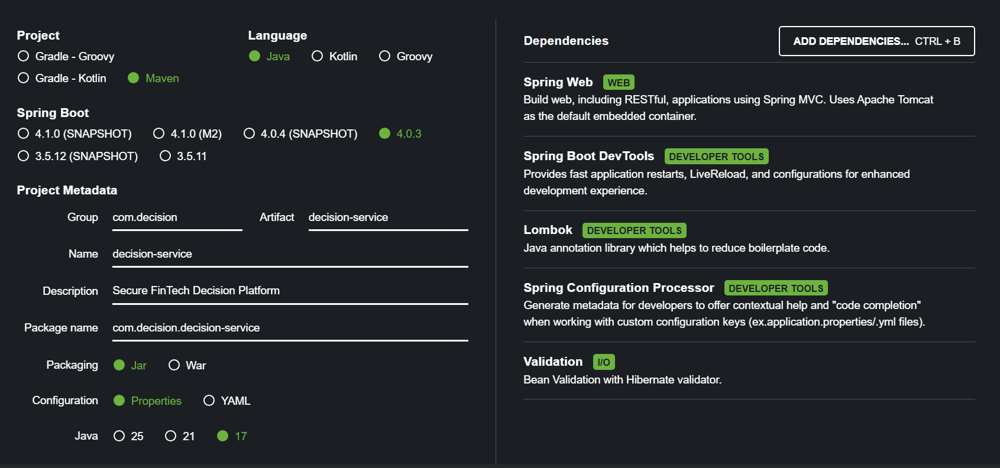 Project
Gradle - Groovy
Gradle - Kotlin Maven
Language
Java Kotlin Groovy
Spring Boot
4.1.0 (SNAPSHOT) 4.1.0 (M2) 4.0.4 (SNAPSHOT) 4.0.3
3.5.12 (SNAPSHOT) 3.5.11
Project Metadata
Group com.decision Artifact decision-service
Name decision-service
Description Secure FinTech Decision Platform
Package name com.decision.decision-service
Packaging Jar War
Configuration Properties YAML
Java 25 21 17
Dependencies ADD DEPENDENCIES... CTRL + B
Spring Web WEB
Build web, including RESTful, applications using Spring MVC. Uses Apache Tomcat
as the default embedded container.
Spring Boot DevTools DEVELOPER TOOLS
Provides fast application restarts, LiveReload, and configurations for enhanced
development experience.
Lombok DEVELOPER TOOLS
Java annotation library which helps to reduce boilerplate code.
Spring Configuration Processor DEVELOPER TOOLS
Generate metadata for developers to offer contextual help and "code completion"
when working with custom configuration keys (ex.application.properties/.yml files).
Validation I/O
Bean Validation with Hibernate validator.